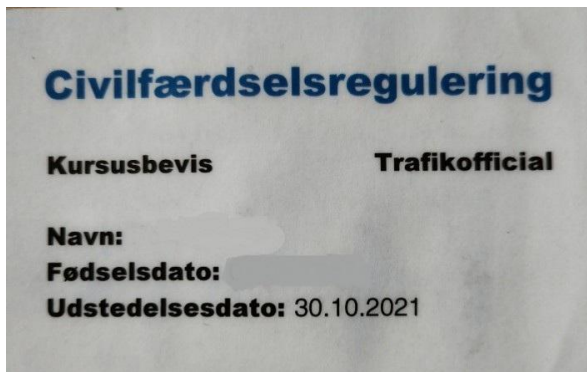 Civilfærdselsregulering
Kursusbevis Trafikofficial
Navn:
Fødselsdato:
Udstedelsesdato: 30.10.2021